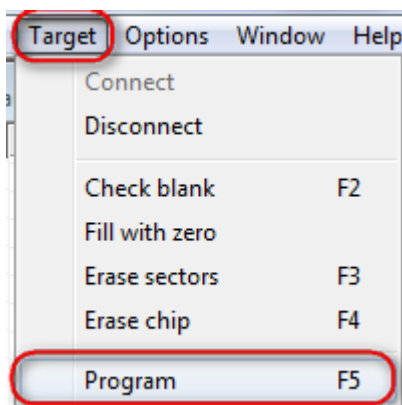 Target Options Window Help
Connect
Disconnect
Check blank F2
Fill with zero
Erase sectors F3
Erase chip F4
Program F5